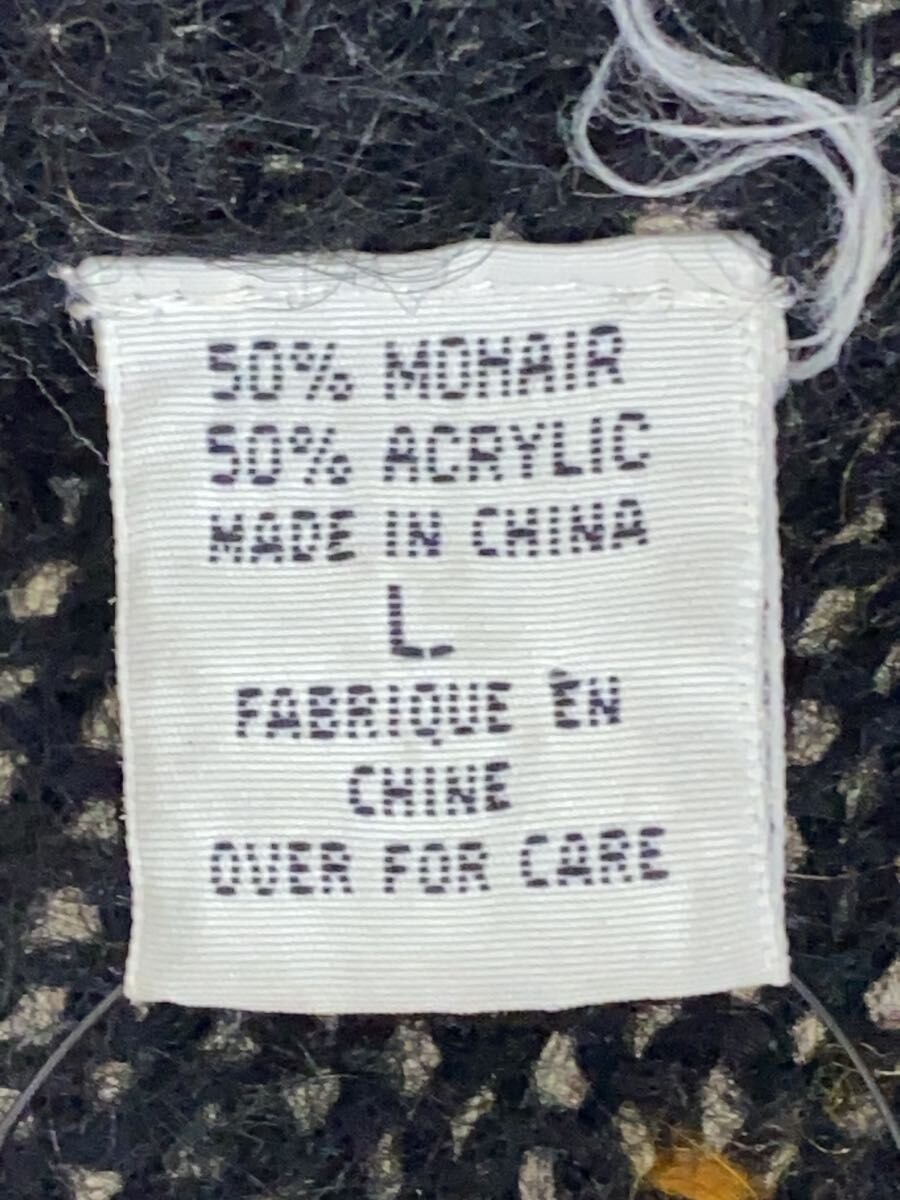 50% MOHAIR
50% ACRYLIC
MADE IN CHINA
L
FABRIQUE EN
CHINE
OVER FOR CARE